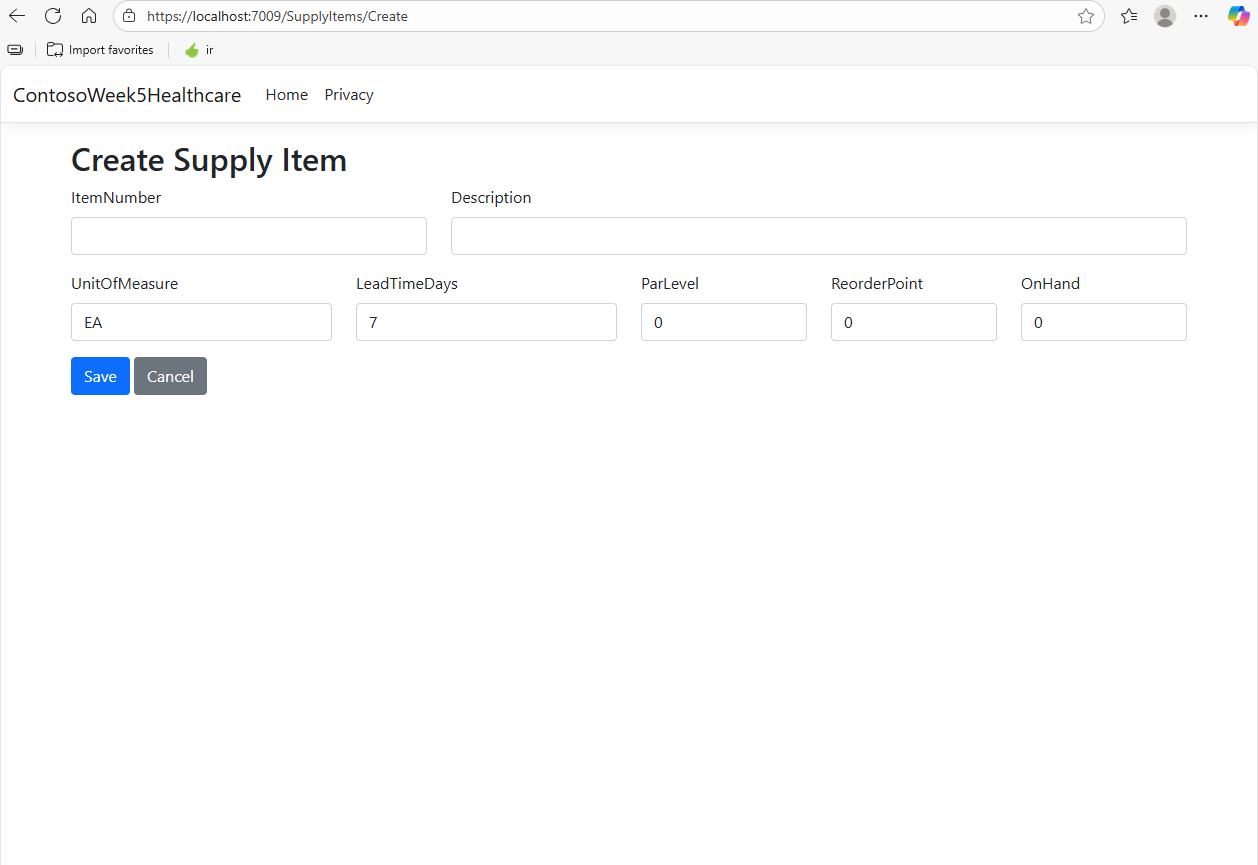 https://localhost:7009/SupplyItems/Create
Import favorites ir
ContosoWeek5Healthcare Home Privacy
Create Supply Item
ItemNumber Description
UnitOfMeasure LeadTimeDays ParLevel ReorderPoint OnHand
EA 7 0 0 0
Save Cancel